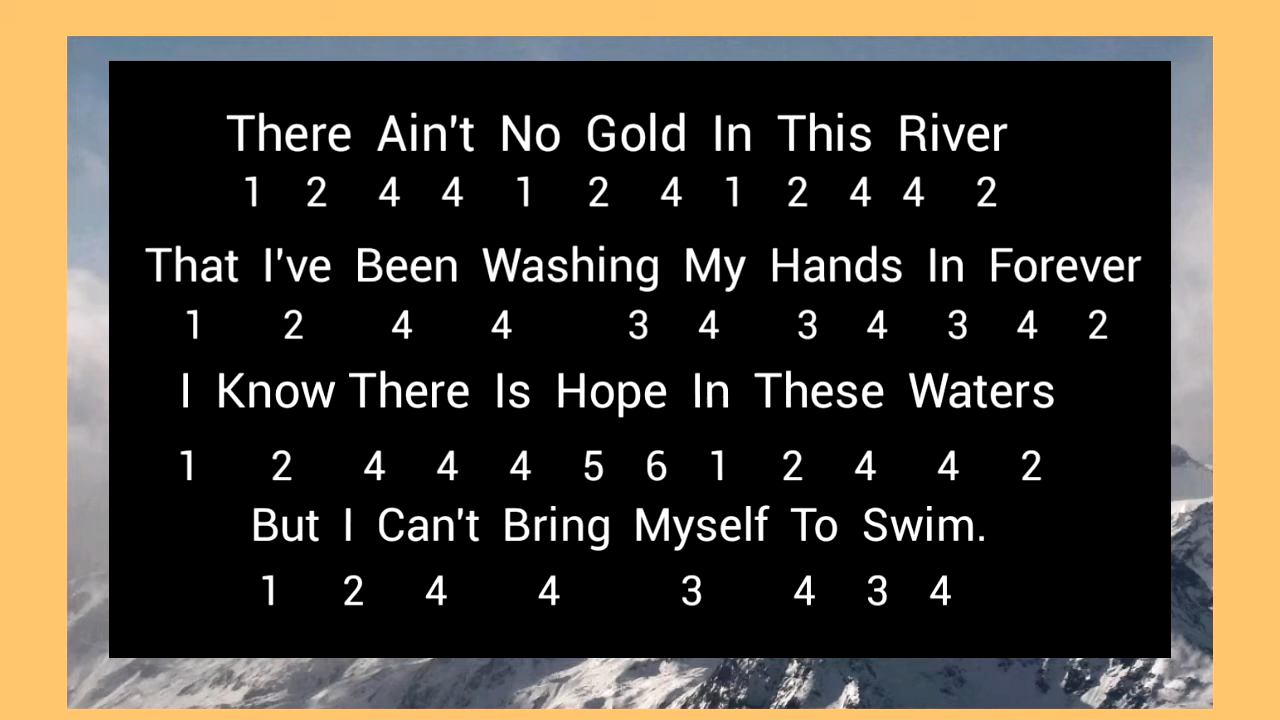 There Ain't No Gold In This River
1 2 4 4 1 2 4 1 2 4 4 2
That I've Been Washing My Hands In Forever
1 2 4 4 3 4 3 4 3 4 2
I Know There Is Hope In These Waters
1 2 4 4 4 5 6 1 2 4 4 2
But I Can't Bring Myself To Swim.
1 2 4 4 3 4 3 4